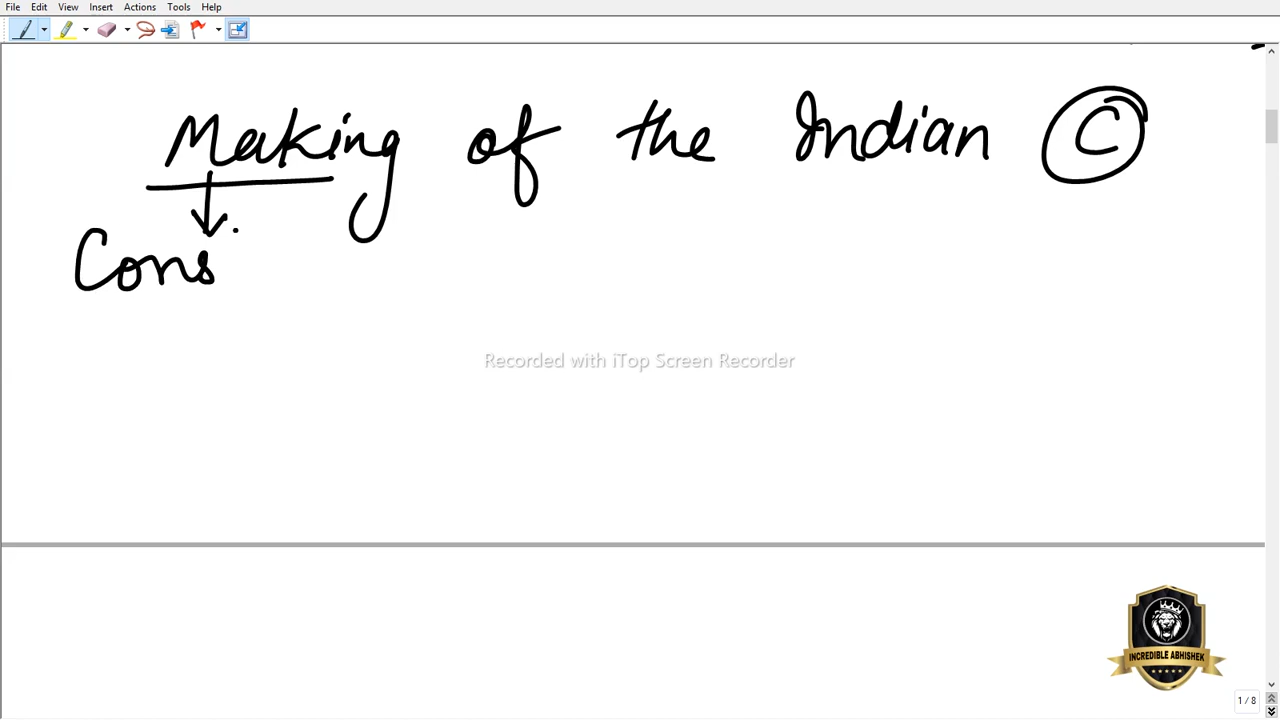 File Edit View Insert Actions Tools Help
Making of the Indian C
Cons
Recorded with iTop Screen Recorder
INCREDIBLE ABHISHEK
1 / 8